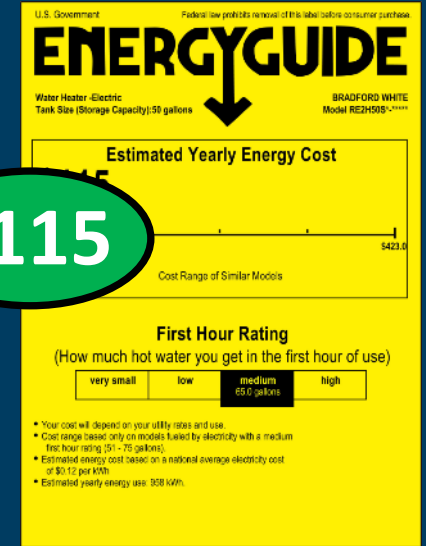 U.S. Government
Federal law prohibits removal of this label before consumer purchase.
ENERGYGUIDE
Water Heater -Electric
Tank Size (Storage Capacity):50 gallons
BRADFORD WHITE
Model RE2H50S*-*****
Estimated Yearly Energy Cost
115
$423.0
Cost Range of Similar Models
First Hour Rating
(How much hot water you get in the first hour of use)
very small low medium high
65.0 gallons
• Your cost will depend on your utility rates and use.
• Cost range based only on models fueled by electricity with a medium
first hour rating (51 - 75 gallons).
• Estimated energy cost based on a national average electricity cost
of $0.12 per kWh
• Estimated yearly energy use: 958 kWh.